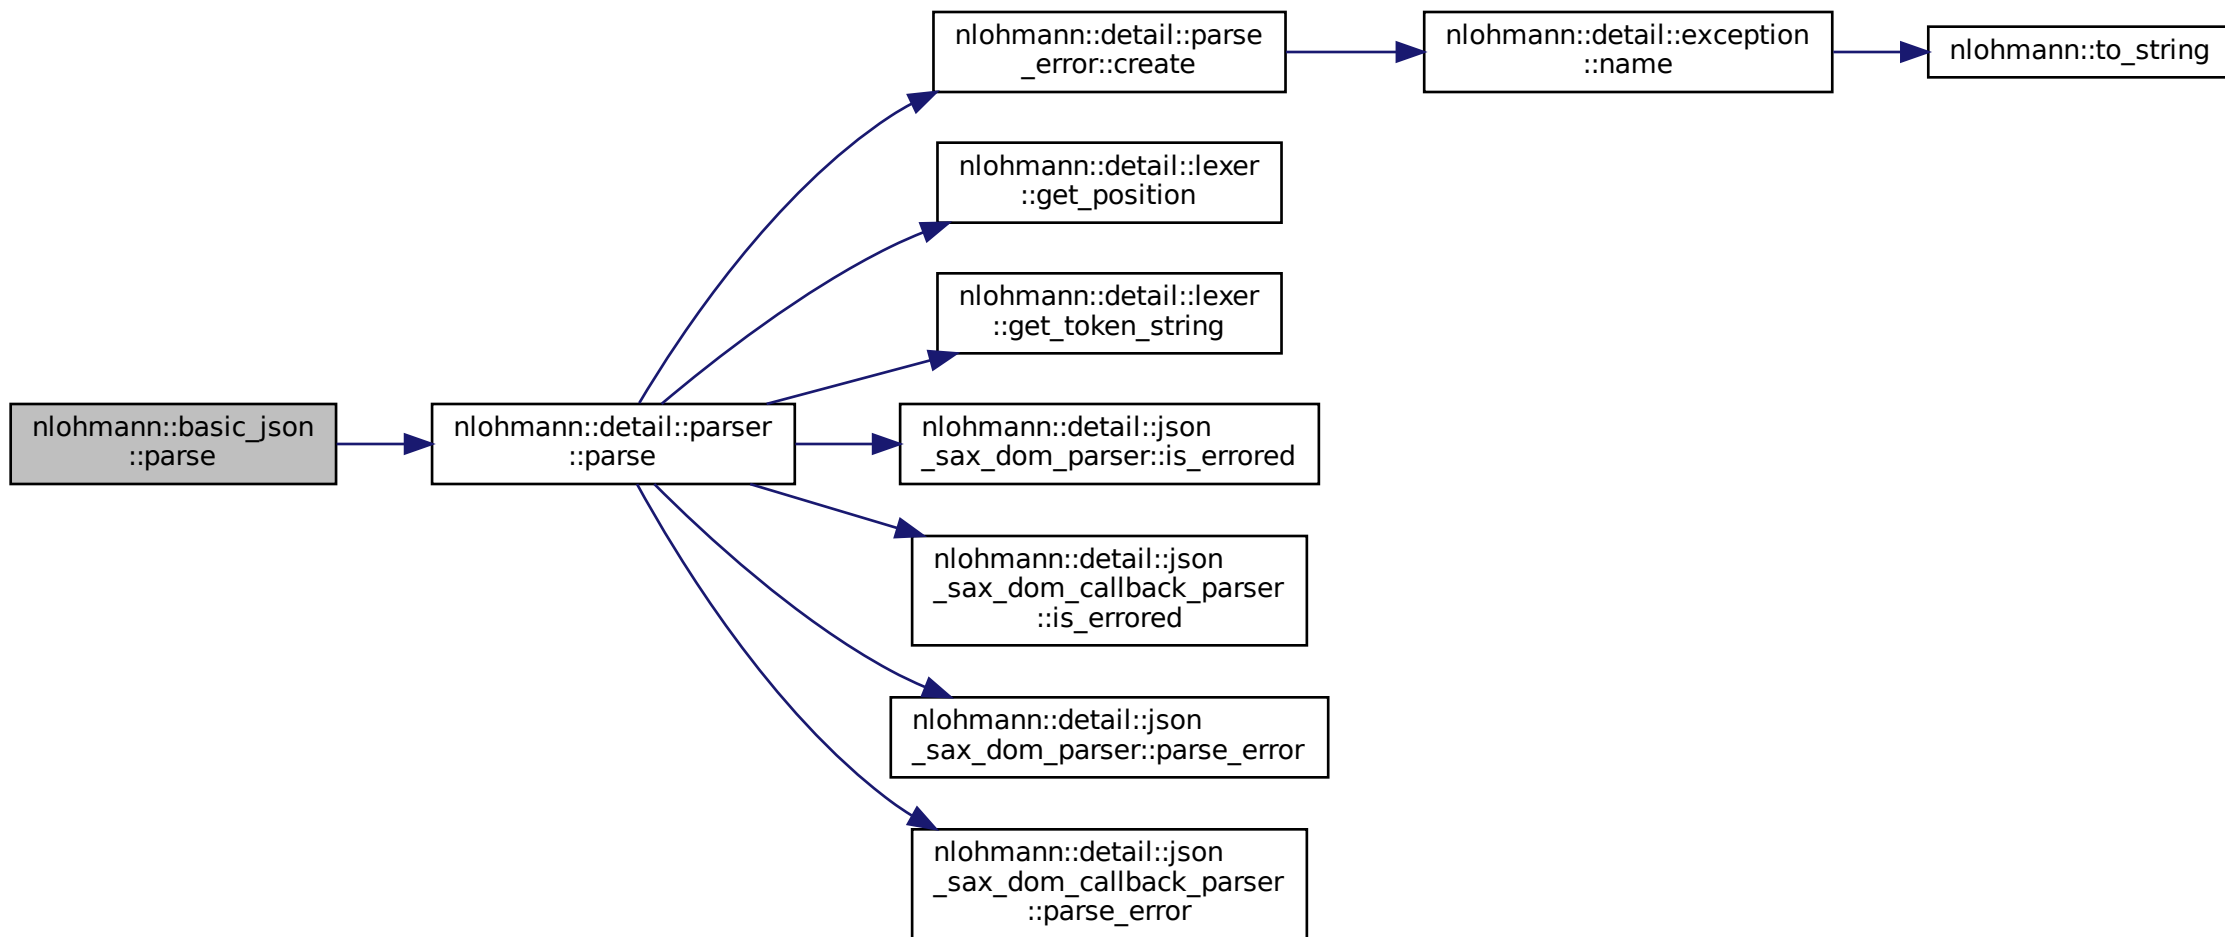 nlohmann::detail::parse
_error::create
nlohmann::detail::exception
::name
nlohmann::to_string
nlohmann::detail::lexer
::get_position
nlohmann::detail::lexer
::get_token_string
nlohmann::basic_json
::parse
nlohmann::detail::parser
::parse
nlohmann::detail::json
_sax_dom_parser::is_errored
nlohmann::detail::json
_sax_dom_callback_parser
::is_errored
nlohmann::detail::json
_sax_dom_parser::parse_error
nlohmann::detail::json
_sax_dom_callback_parser
::parse_error